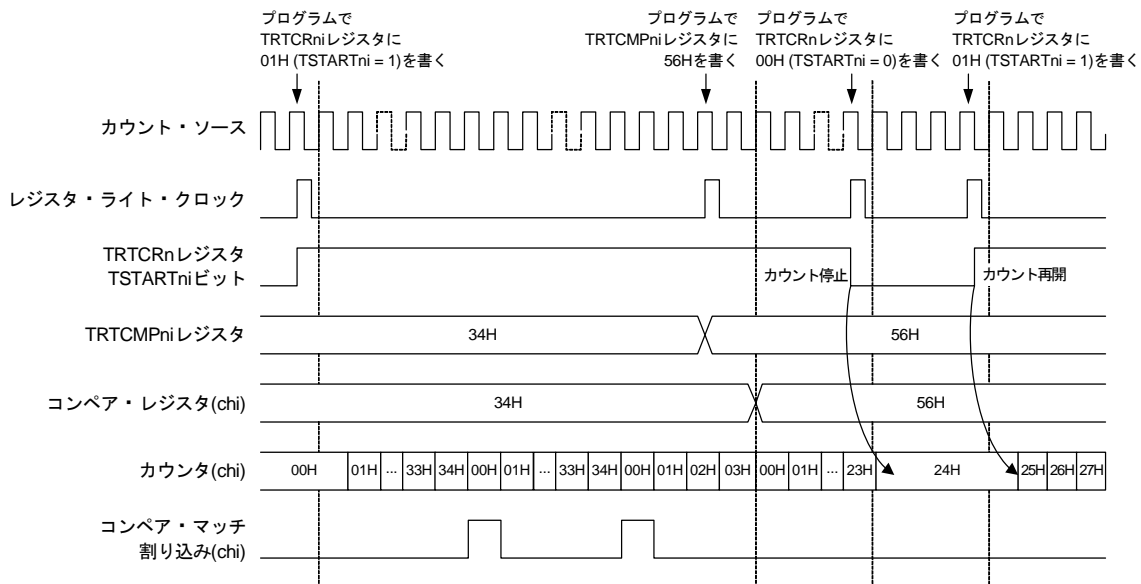 プログラムで
TRTCRniレジスタに
01H (TSTARTni = 1)を書く
プログラムで
TRTCMPniレジスタに
56Hを書く
プログラムで
TRTCRnレジスタに
00H (TSTARTni = 0)を書く
プログラムで
TRTCRnレジスタに
01H (TSTARTni = 1)を書く
カウント・ソース
レジスタ・ライト・クロック
TRTCRnレジスタ
TSTARTniビット
カウント停止
カウント再開
TRTCMPniレジスタ
34H
56H
コンペア・レジスタ(chi)
34H
56H
カウンタ(chi)
00H 01H ... 33H 34H 00H 01H ... 33H 34H 00H 01H 02H 03H 00H 01H ... 23H 24H 25H 26H 27H
コンペア・マッチ
割り込み(chi)